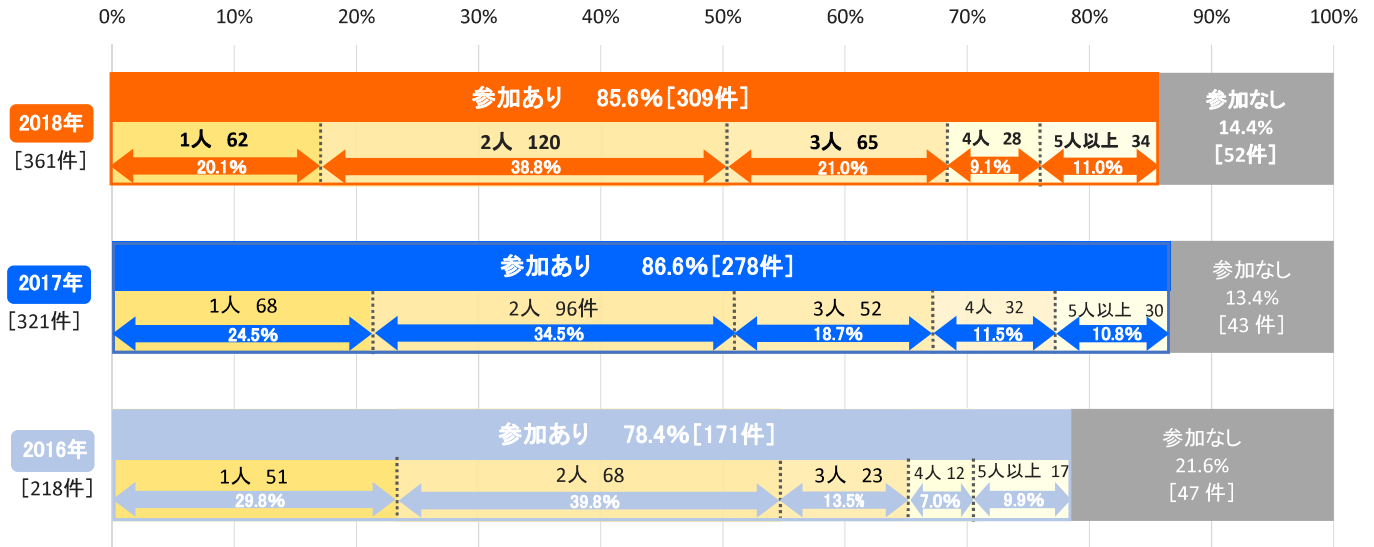 0% 10% 20% 30% 40% 50% 60% 70% 80% 90% 100%
2018年
[361件]
参加あり 85.6%[309件]
1人 62 2人 120 3人 65 4人 28 5人以上 34
20.1% 38.8% 21.0% 9.1% 11.0%
参加なし
14.4%
[52件]
2017年
[321件]
参加あり 86.6%[278件]
1人 68 2人 96件 3人 52 4人 32 5人以上 30
24.5% 34.5% 18.7% 11.5% 10.8%
参加なし
13.4%
[43 件]
2016年
[218件]
参加あり 78.4%[171件]
1人 51 2人 68 3人 23 4人 12 5人以上 17
29.8% 39.8% 13.5% 7.0% 9.9%
参加なし
21.6%
[47 件]